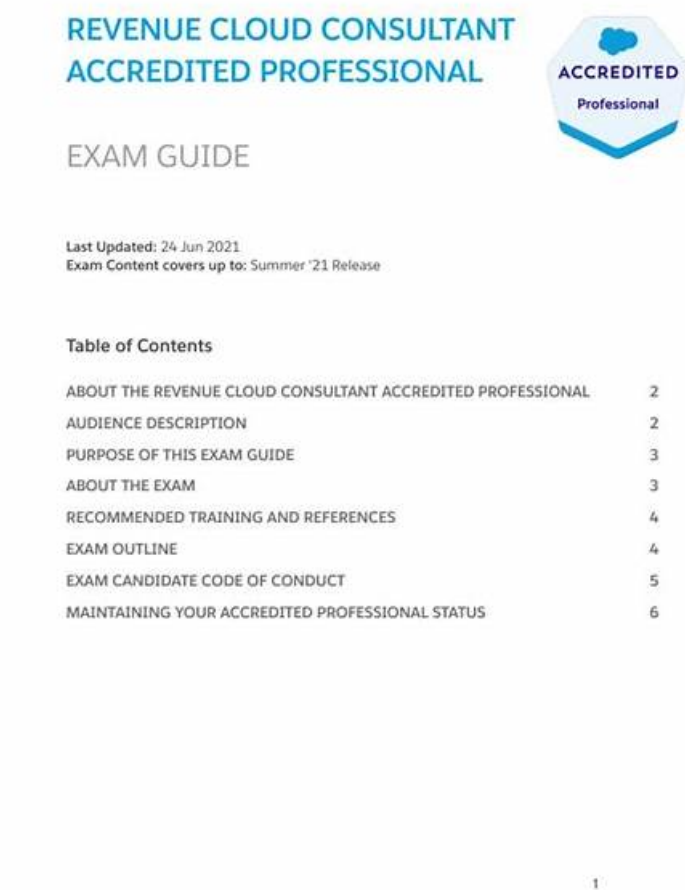 REVENUE CLOUD CONSULTANT
ACCREDITED PROFESSIONAL
ACCREDITED
Professional
EXAM GUIDE
Last Updated: 24 Jun 2021
Exam Content covers up to: Summer '21 Release
Table of Contents
ABOUT THE REVENUE CLOUD CONSULTANT ACCREDITED PROFESSIONAL 2
AUDIENCE DESCRIPTION 2
PURPOSE OF THIS EXAM GUIDE 3
ABOUT THE EXAM 3
RECOMMENDED TRAINING AND REFERENCES 4
EXAM OUTLINE 4
EXAM CANDIDATE CODE OF CONDUCT 5
MAINTAINING YOUR ACCREDITED PROFESSIONAL STATUS 6
1